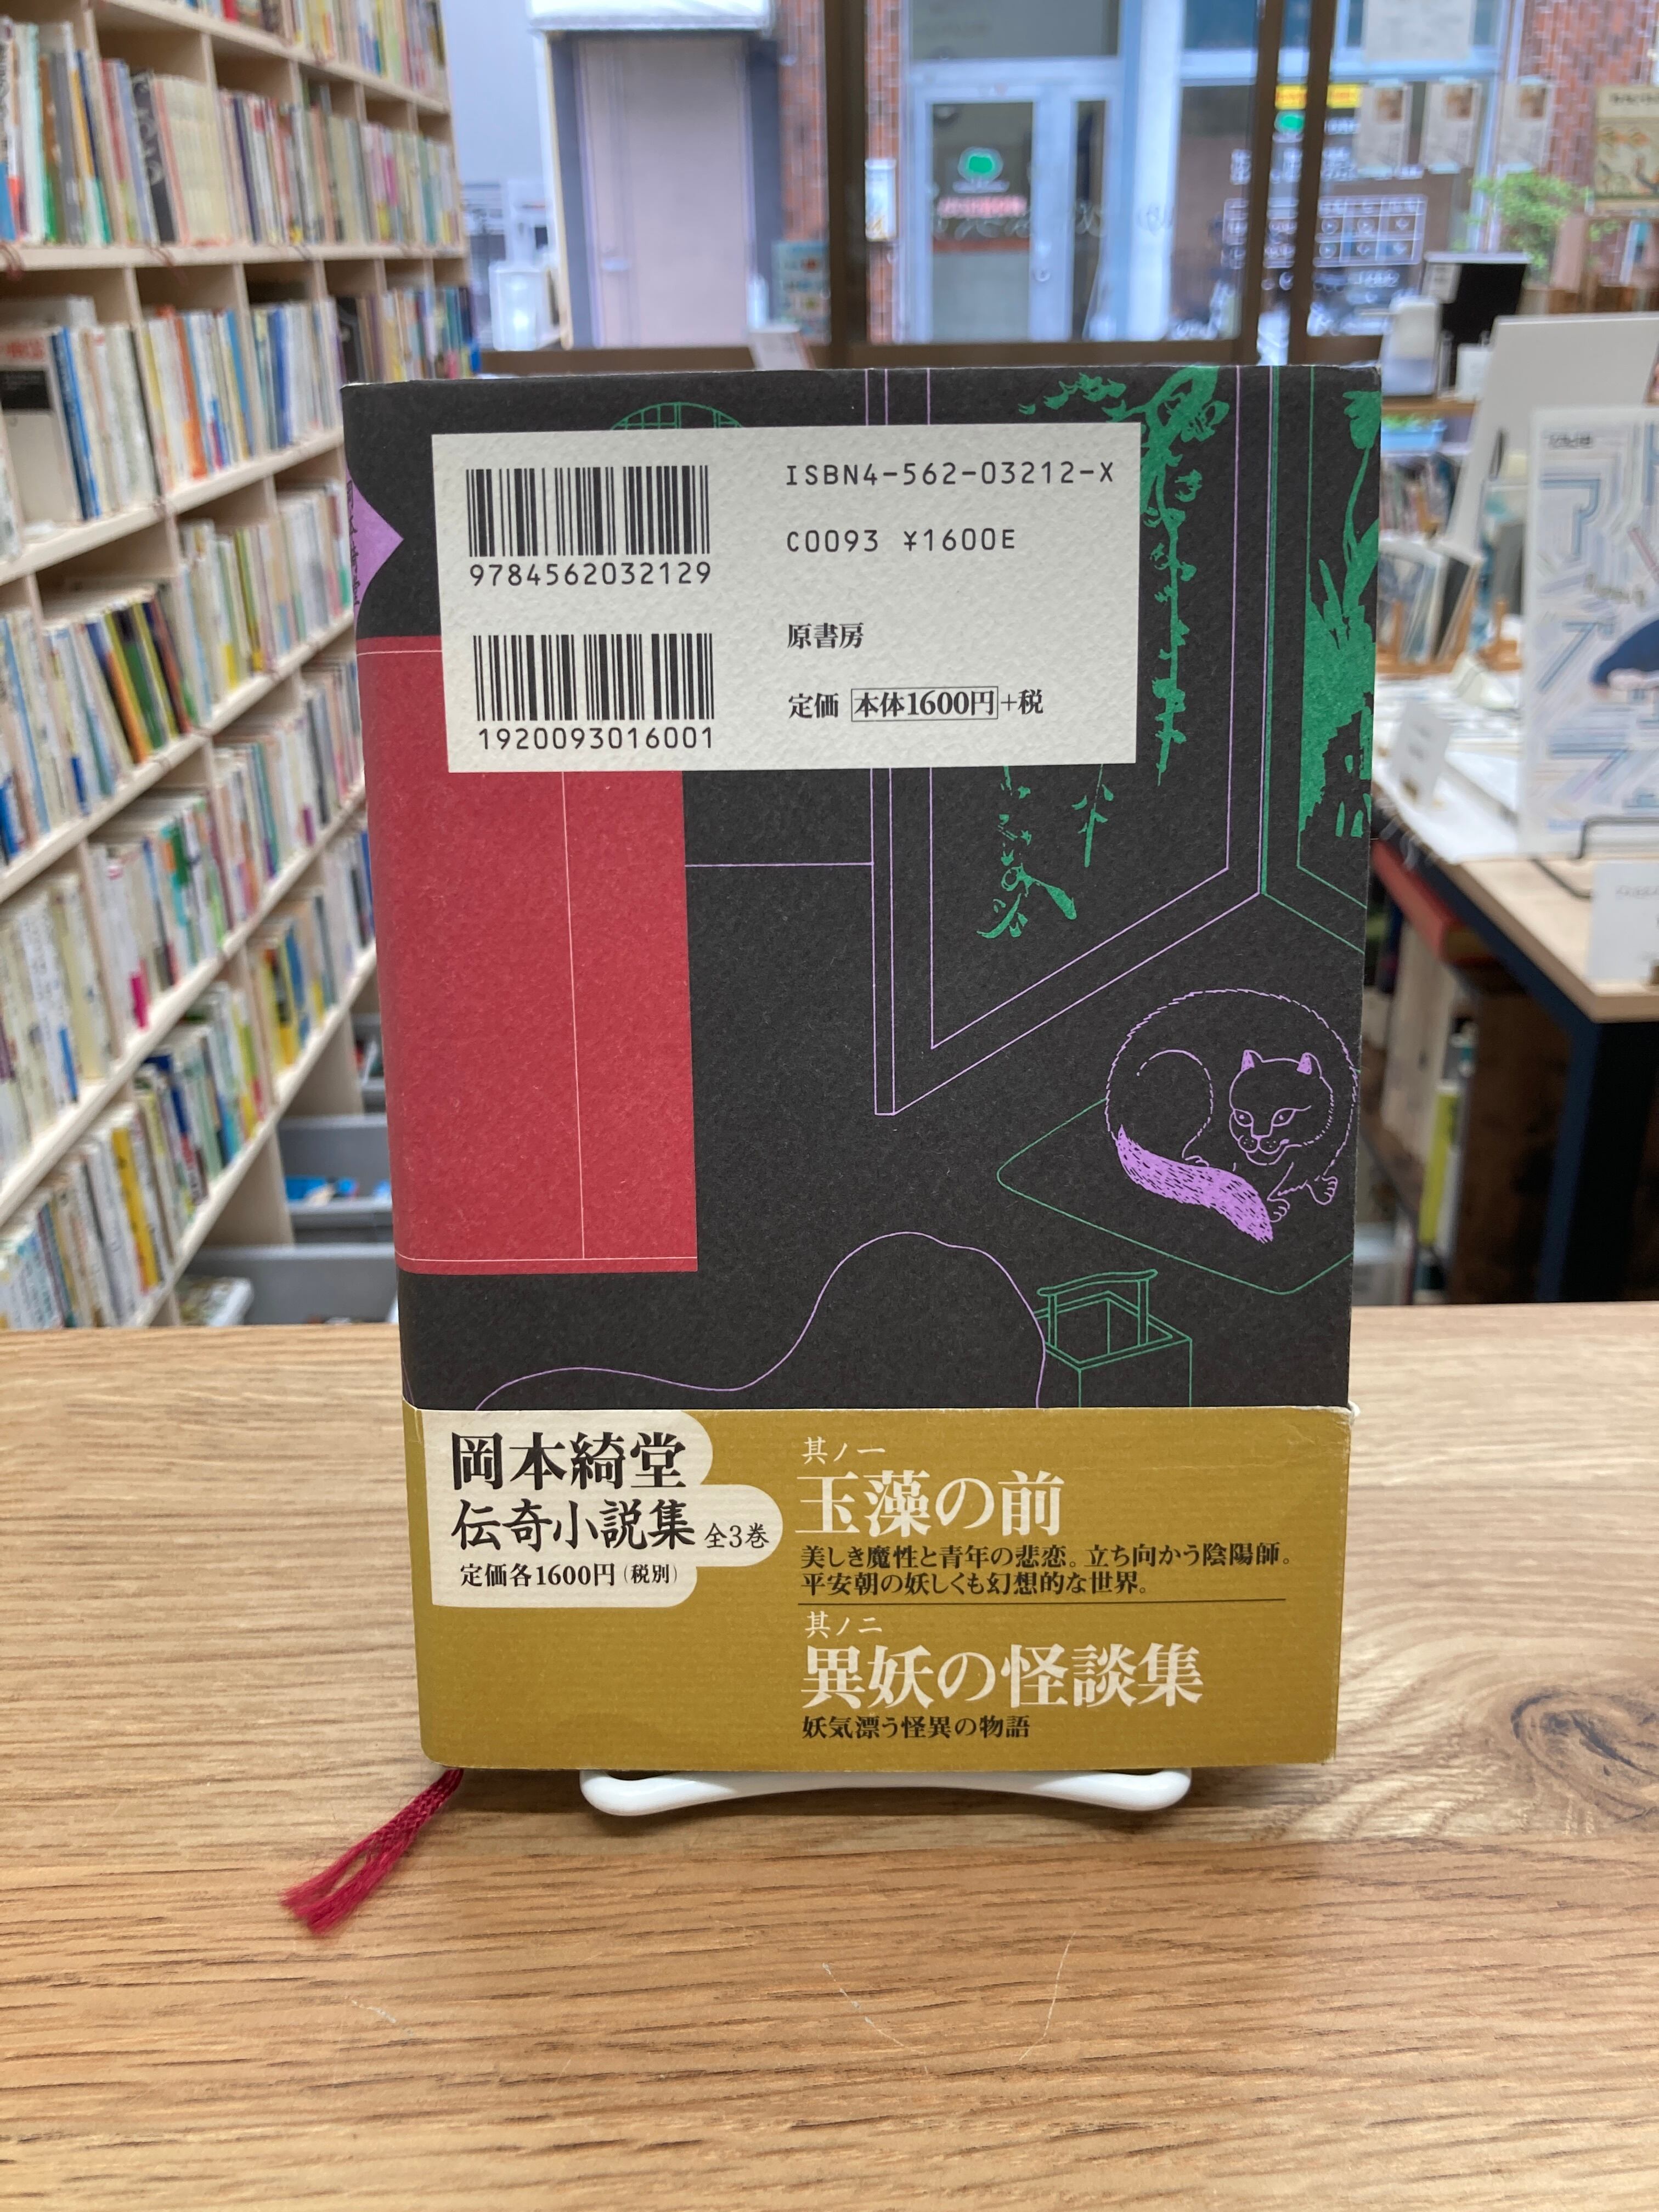 ISBN4-562-03212-X
C0093 ¥1600E
9784562032129
原書房
定価 本体1600円+税
1920093016001
岡本綺堂
伝奇小説集 全3巻
定価各1600円(税別)
其ノ一
玉藻の前
美しき魔性と青年の悲恋。立ち向かう陰陽師。
平安朝の妖しくも幻想的な世界。
其ノ二
異妖の怪談集
妖気漂う怪異の物語